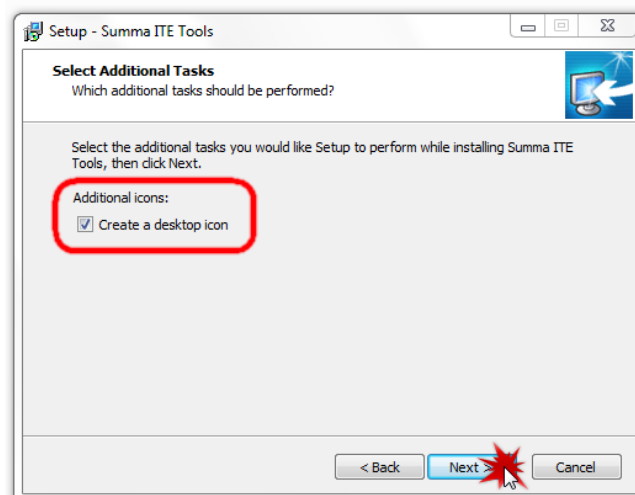 Setup - Summa ITE Tools
Select Additional Tasks
Which additional tasks should be performed?
Select the additional tasks you would like Setup to perform while installing Summa ITE
Tools, then click Next.
Additional icons:
Create a desktop icon
< Back
Next >
Cancel